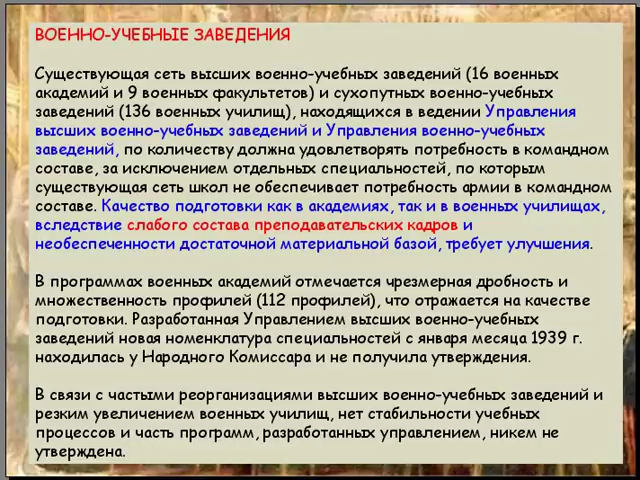 ВОЕННО-УЧЕБНЫЕ ЗАВЕДЕНИЯ
Существующая сеть высших военно-учебных заведений (16 военных
академий и 9 военных факультетов) и сухопутных военно-учебных
заведений (136 военных училищ), находящихся в ведении Управления
высших военно-учебных заведений и Управления военно-учебных
заведений, по количеству должна удовлетворять потребность в командном
составе, за исключением отдельных специальностей, по которым
существующая сеть школ не обеспечивает потребность армии в командном
составе. Качество подготовки как в академиях, так и в военных училищах,
вследствие слабого состава преподавательских кадров и
необеспеченности достаточной материальной базой, требует улучшения.
В программах военных академий отмечается чрезмерная дробность и
множественность профилей (112 профилей), что отражается на качестве
подготовки. Разработанная Управлением высших военно-учебных
заведений новая номенклатура специальностей с января месяца 1939 г.
находилась у Народного Комиссара и не получила утверждения.
В связи с частыми реорганизациями высших военно-учебных заведений и
резким увеличением военных училищ, нет стабильности учебных
процессов и часть программ, разработанных управлением, никем не
утверждена.